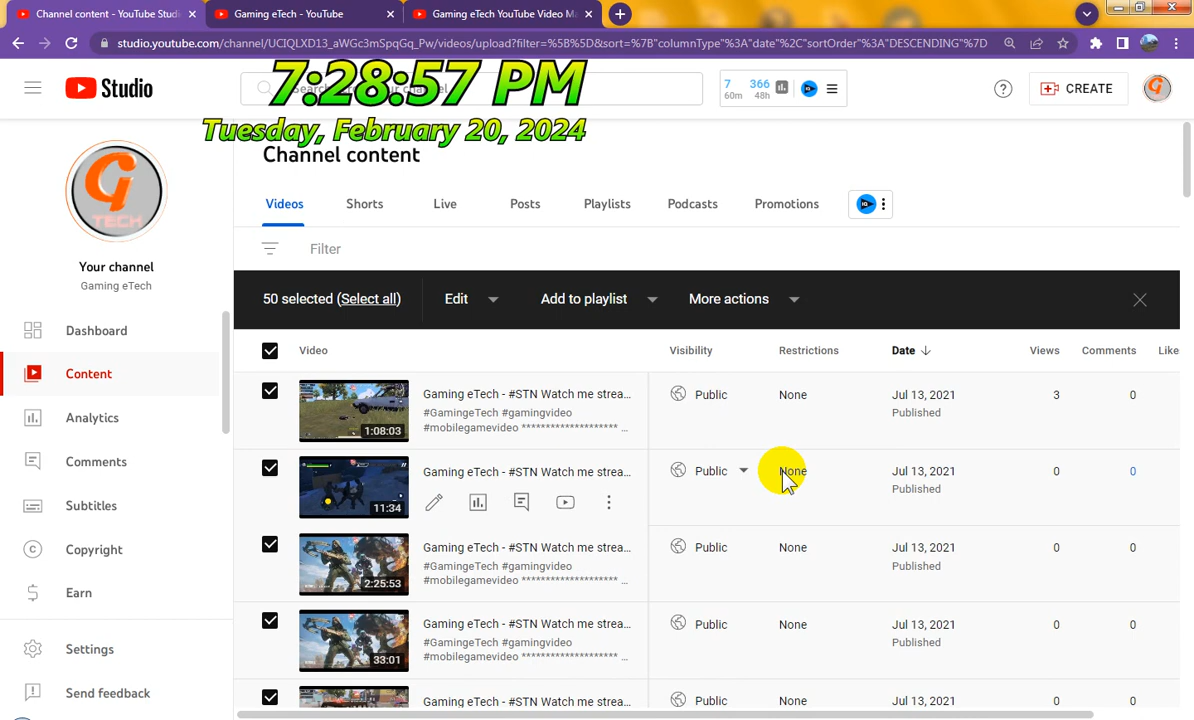 Channel content - YouTube Studi
Gaming eTech - YouTube
Gaming eTech YouTube Video Ma
studio.youtube.com/channel/UCIQLXD13_aWGc3mSpqGq_Pw/videos/upload?filter=%5B%5D&sort=%7B"columnType"%3A"date"%2C"sortOrder"%3A"DESCENDING"%7D
Studio
7:28:57 PM
Tuesday, February 20, 2024
7 60m
366 48h
CREATE
Channel content
G TECH
Your channel
Gaming eTech
Dashboard
Content
Analytics
Comments
Subtitles
Copyright
Earn
Settings
Send feedback
Videos
Shorts
Live
Posts
Playlists
Podcasts
Promotions
Filter
50 selected (Select all)
Edit
Add to playlist
More actions
Video
Visibility
Restrictions
Date
Views
Comments
Like
1:08:03
Gaming eTech - #STN Watch me strea...
#GamingeTech #gamingvideo
#mobilegamevideo ******************** ...
Public
None
Jul 13, 2021
Published
3
0
11:34
Gaming eTech - #STN Watch me strea...
Public
None
Jul 13, 2021
Published
0
0
2:25:53
Gaming eTech - #STN Watch me strea...
#GamingeTech #gamingvideo
#mobilegamevideo ******************** ...
Public
None
Jul 13, 2021
Published
0
0
33:01
Gaming eTech - #STN Watch me strea...
#GamingeTech #gamingvideo
#mobilegamevideo ******************** ...
Public
None
Jul 13, 2021
Published
0
0
Gaming eTech - #STN Watch me strea...
Public
None
Jul 13, 2021
0
0